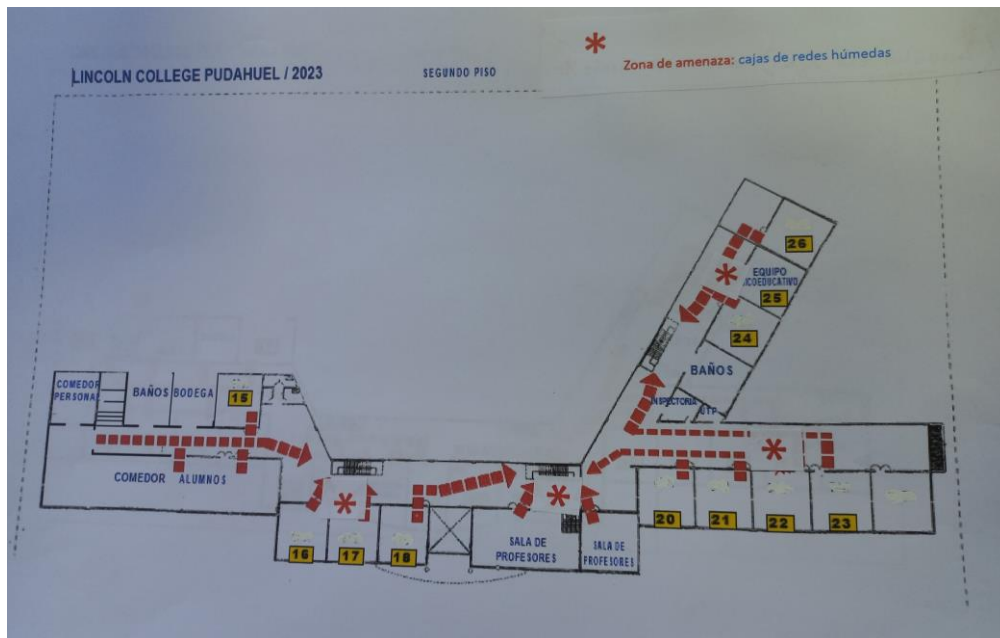 *
Zona de amenaza: cajas de redes húmedas
LINCOLN COLLEGE PUDAHUEL / 2023
SEGUNDO PISO
26
EQUIPO
ICOEDUCATIVO
25
24
BAÑOS
INSPECTORIA
UTP
COMEDOR
PERSONAL
BAÑOS
BODEGA
15
COMEDOR ALUMNOS
16
17
18
SALA DE
PROFESORES
SALA DE
PROFESORES
20
21
22
23